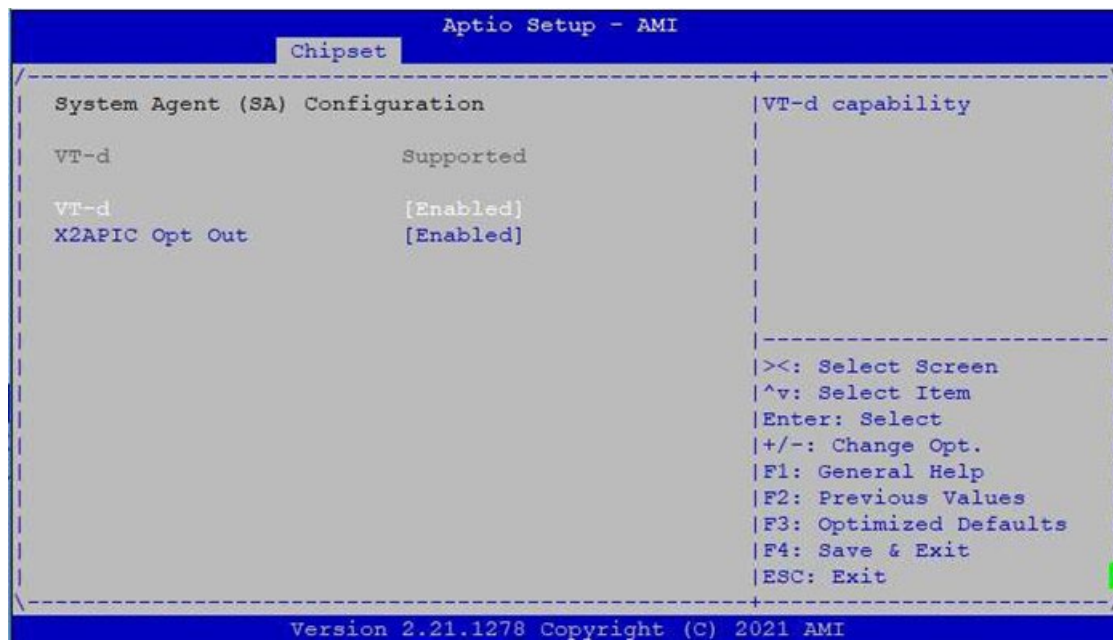 Aptio Setup - AMI
Chipset
System Agent (SA) Configuration
VT-d capability
VT-d Supported
VT-d [Enabled]
X2APIC Opt Out [Enabled]
><: Select Screen
^v: Select Item
Enter: Select
+/-: Change Opt.
F1: General Help
F2: Previous Values
F3: Optimized Defaults
F4: Save & Exit
ESC: Exit
Version 2.21.1278 Copyright (C) 2021 AMI